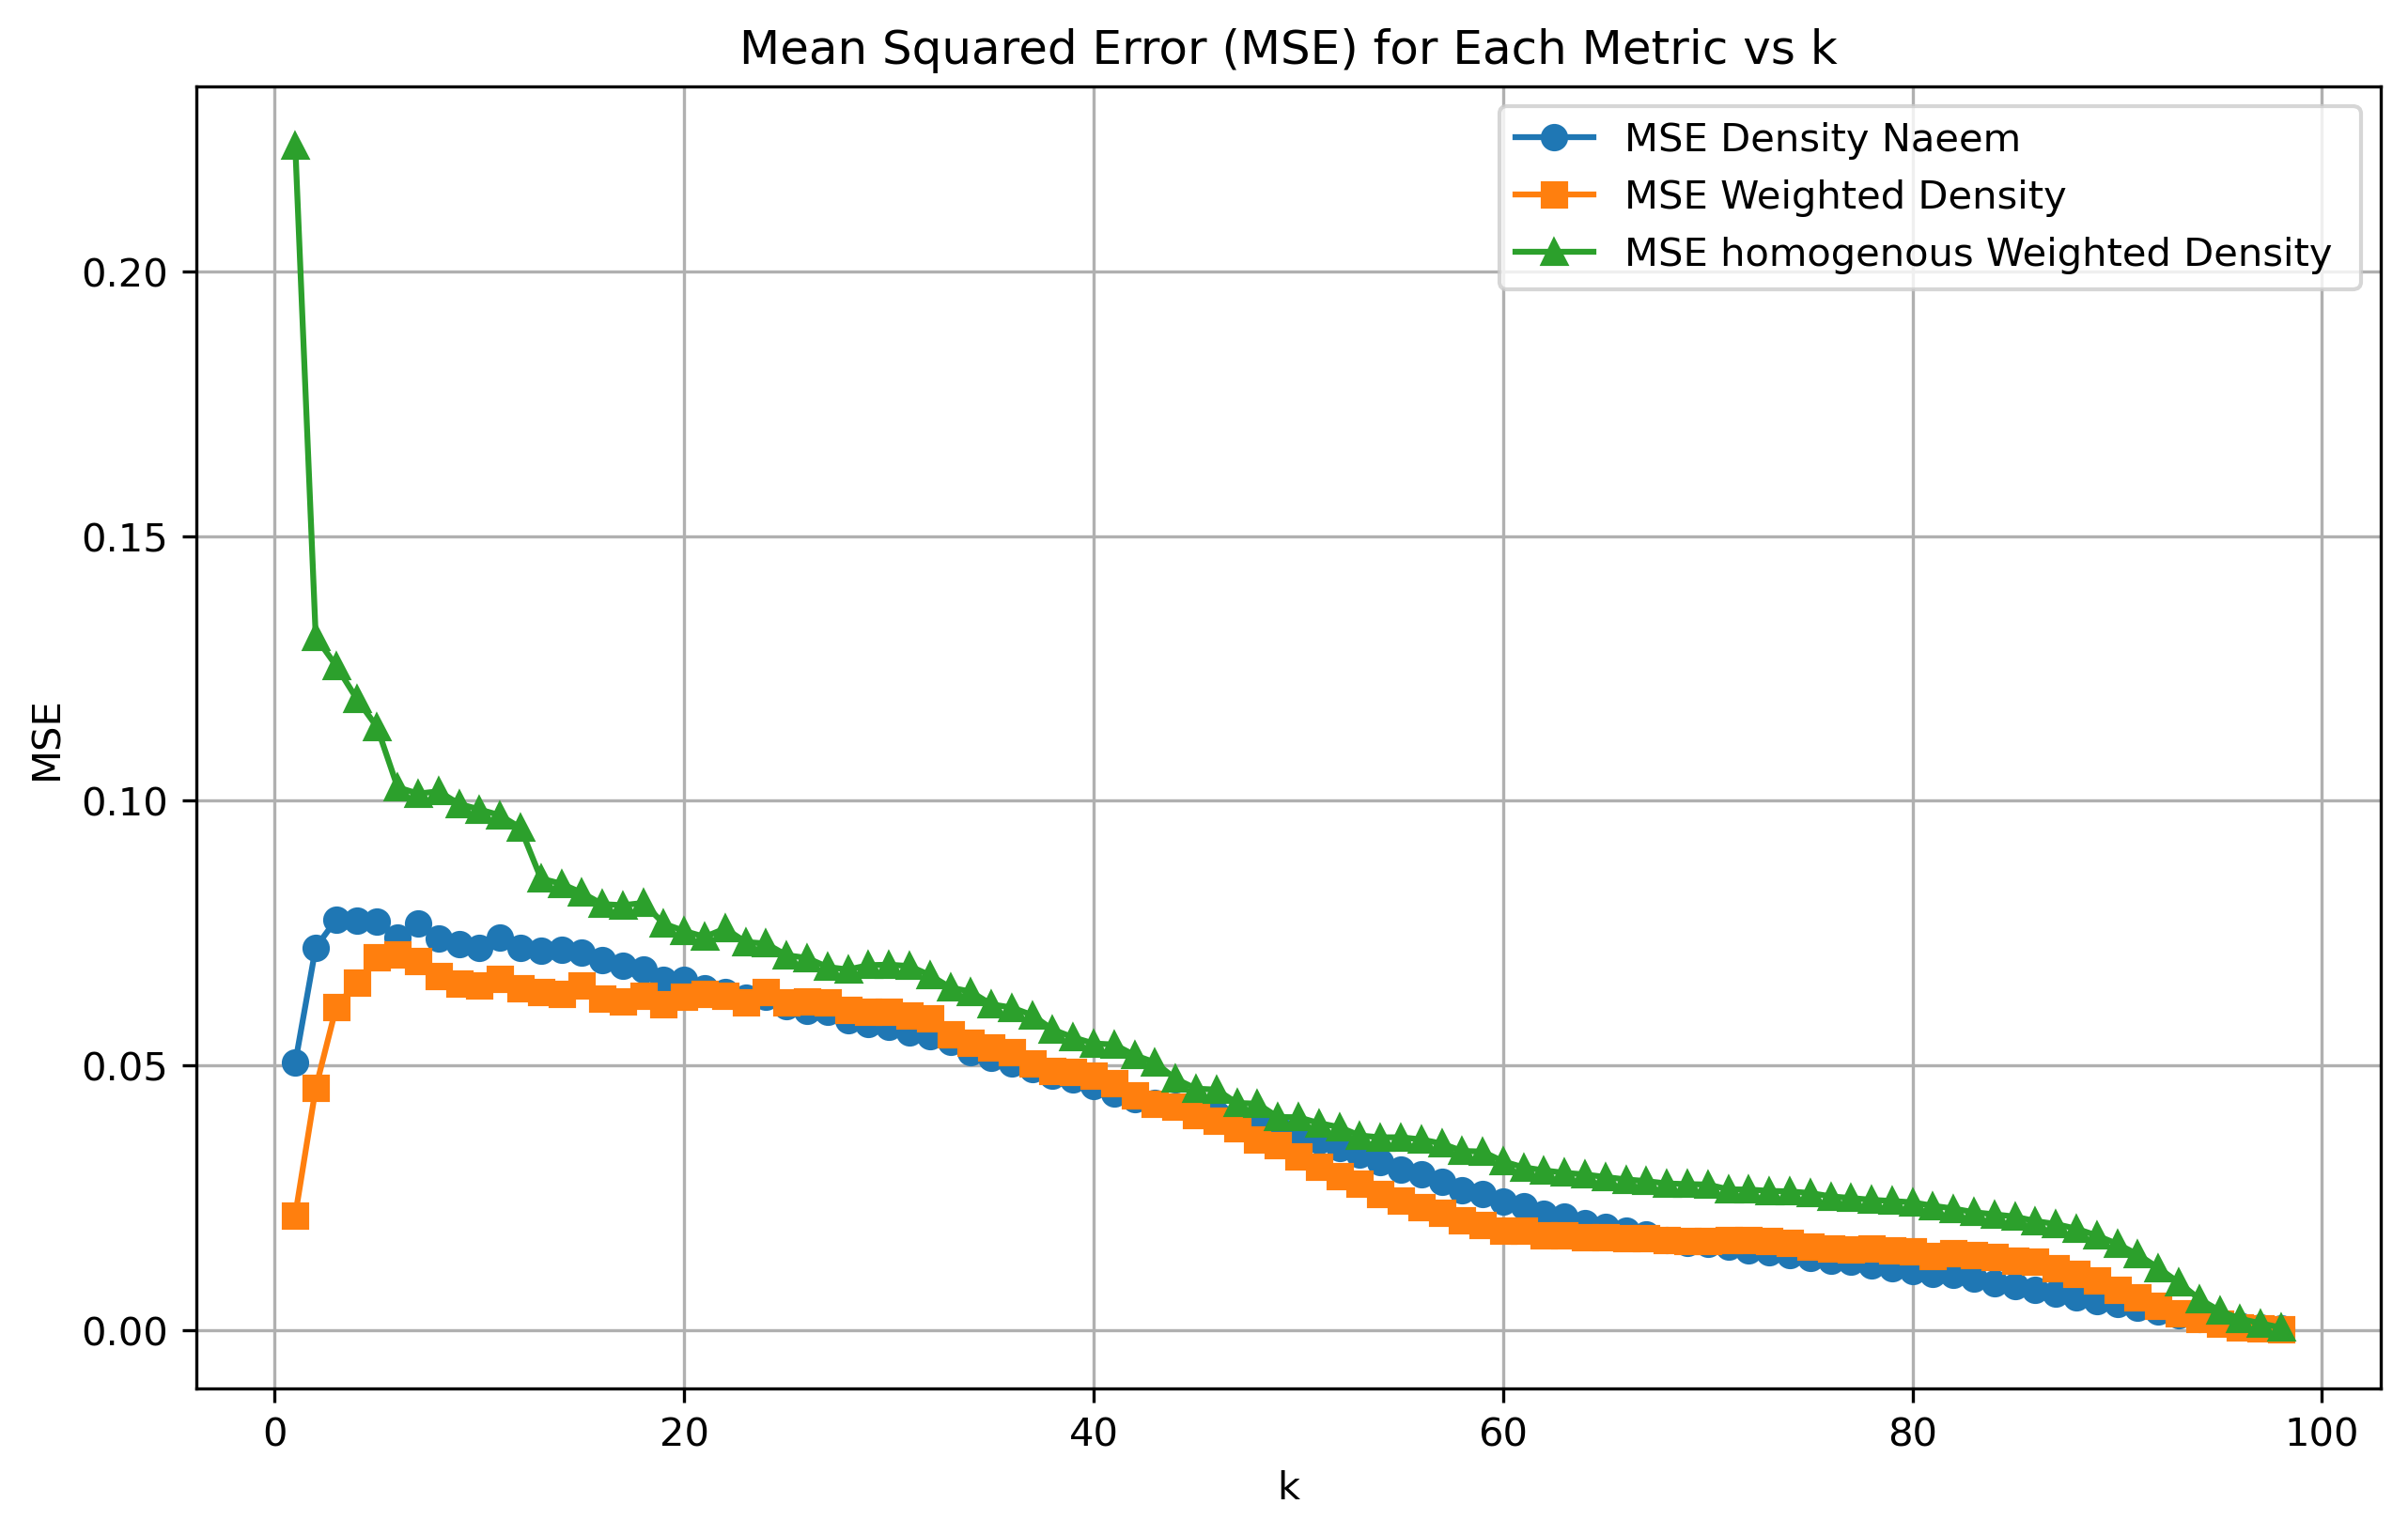 Mean Squared Error (MSE) for Each Metric vs k
MSE Density Naeem
MSE Weighted Density
MSE homogenous Weighted Density
0.20
0.15
0.10
0.05
0.00
MSE
0
20
40
60
80
100
k